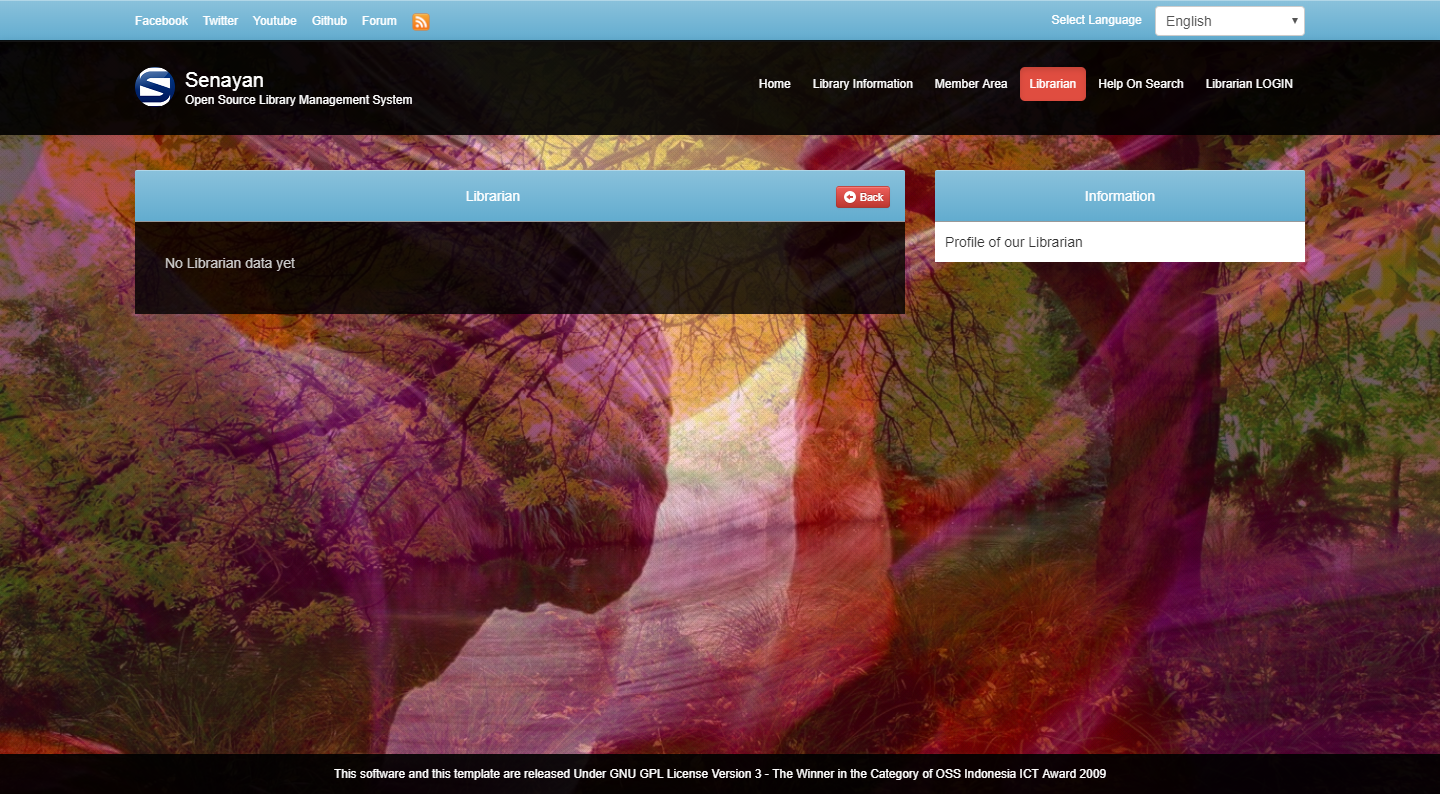 Facebook Twitter Youtube Github Forum Select Language English
Senayan
Open Source Library Management System
Home Library Information Member Area Librarian Help On Search Librarian LOGIN
Librarian Back
No Librarian data yet
Information
Profile of our Librarian
This software and this template are released Under GNU GPL License Version 3 - The Winner in the Category of OSS Indonesia ICT Award 2009